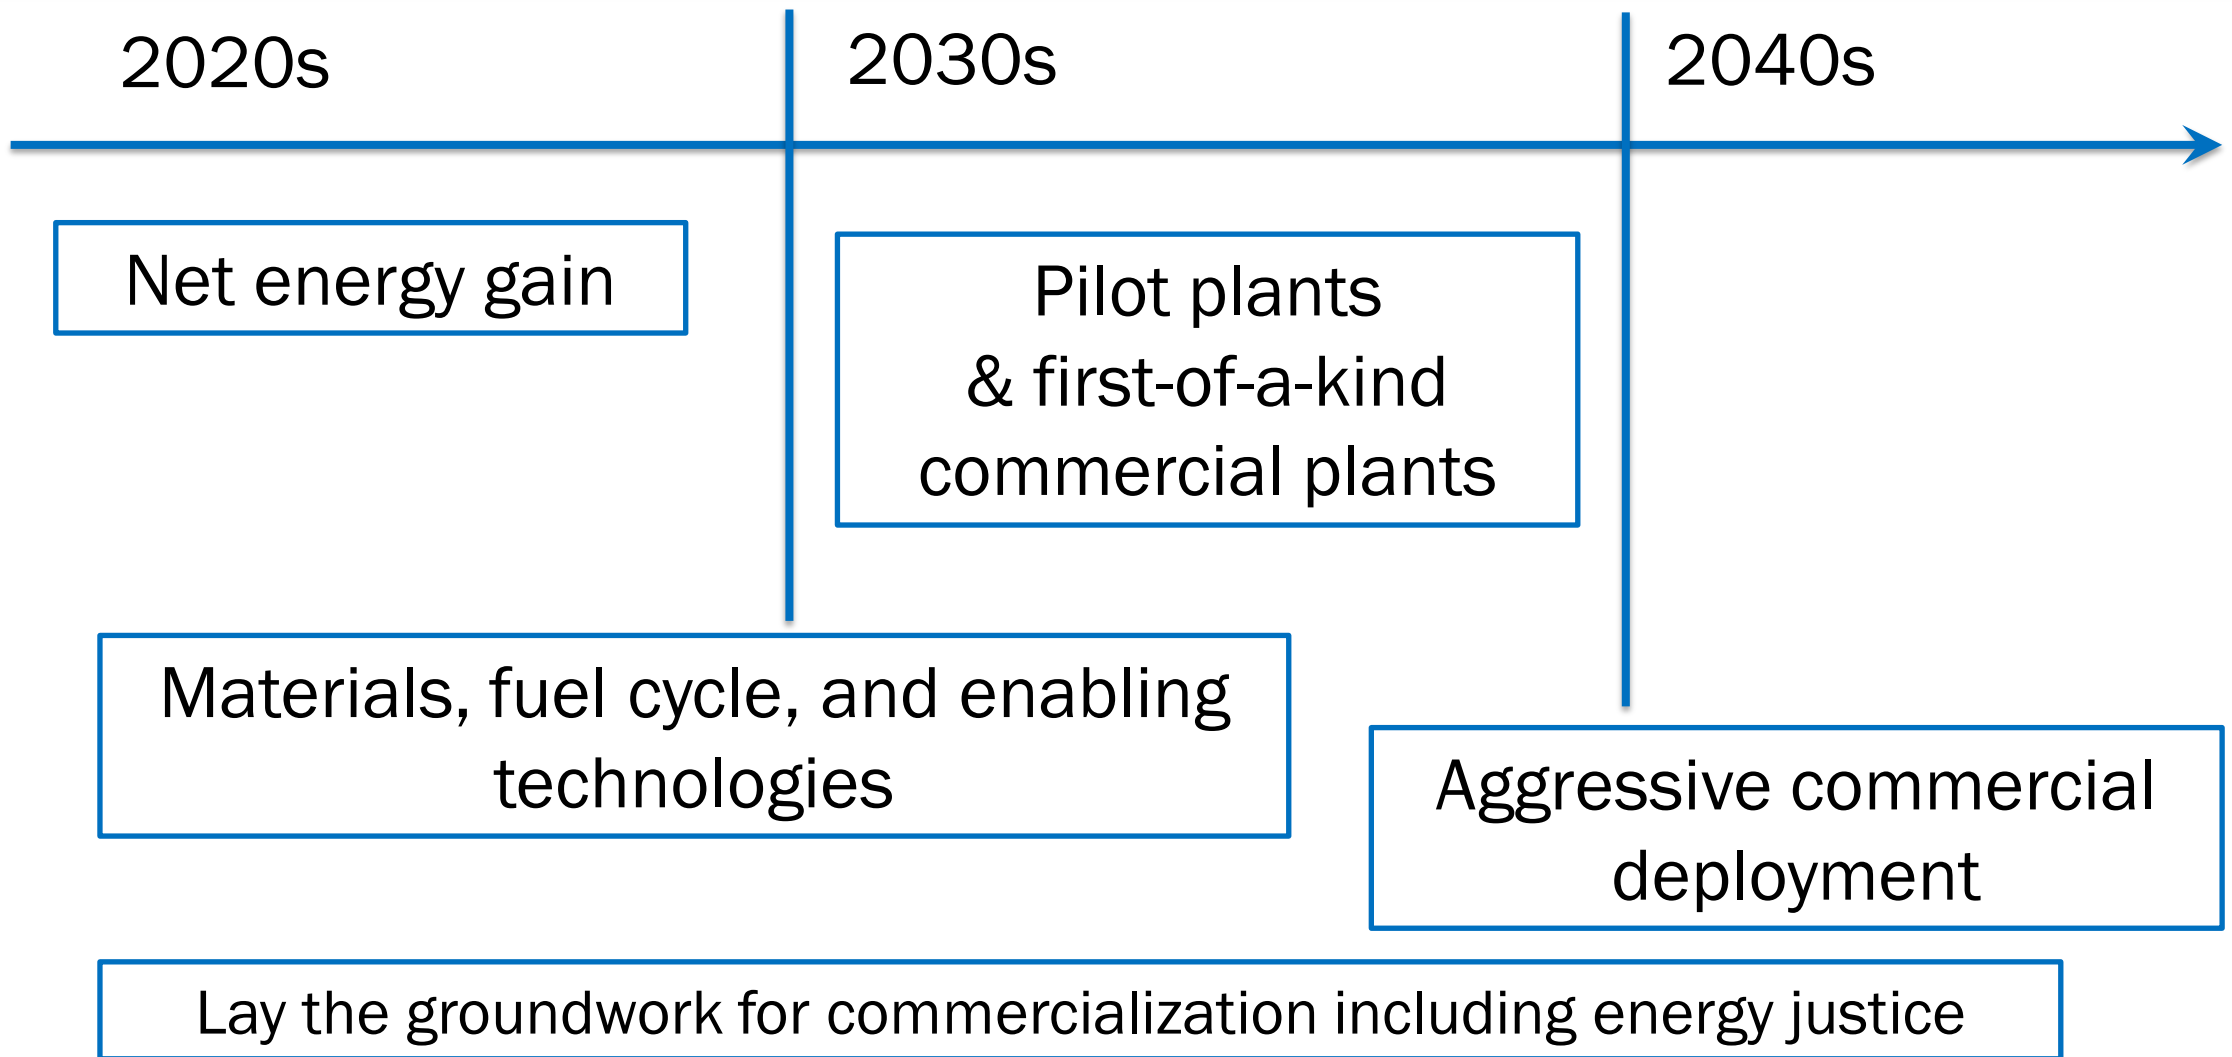 2020s
2030s
2040s
Net energy gain
Pilot plants
& first-of-a-kind
commercial plants
Materials, fuel cycle, and enabling
technologies
Aggressive commercial
deployment
Lay the groundwork for commercialization including energy justice